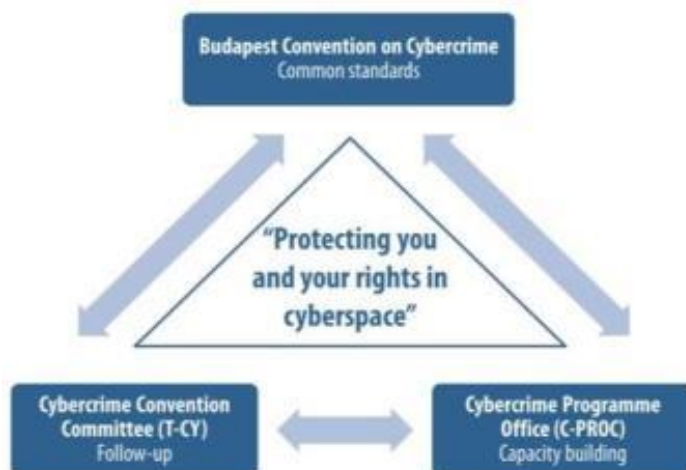 Budapest Convention on Cybercrime
Common standards
“Protecting you
and your rights in
cyberspace”
Cybercrime Convention
Committee (T-CY)
Follow-up
Cybercrime Programme
Office (C-PROC)
Capacity building